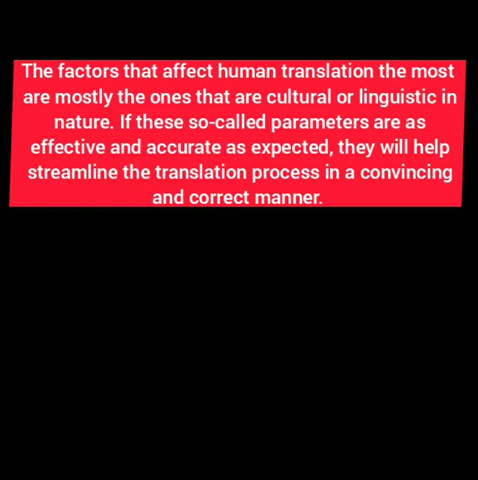 The factors that affect human translation the most
are mostly the ones that are cultural or linguistic in
nature. If these so-called parameters are as
effective and accurate as expected, they will help
streamline the translation process in a convincing
and correct manner.